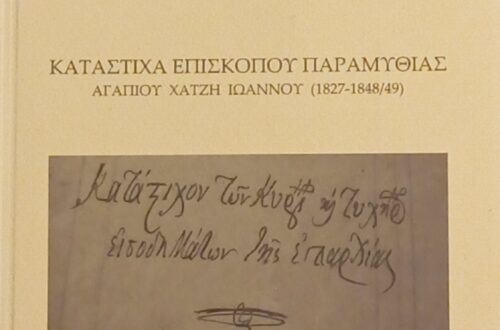 ΚΑΤΑΣΤΙΧΑ ΕΠΙΣΚΟΠΟΥ ΠΑΡΑΜΥΘΙΑΣ
ΑΓΑΠΙΟΥ ΧΑΤΖΗ ΙΩΑΝΝΟΥ (1827-1848/49)
Κατάστιχον τῶν
εἰσοδημάτων τῆς ἐπαρχίας